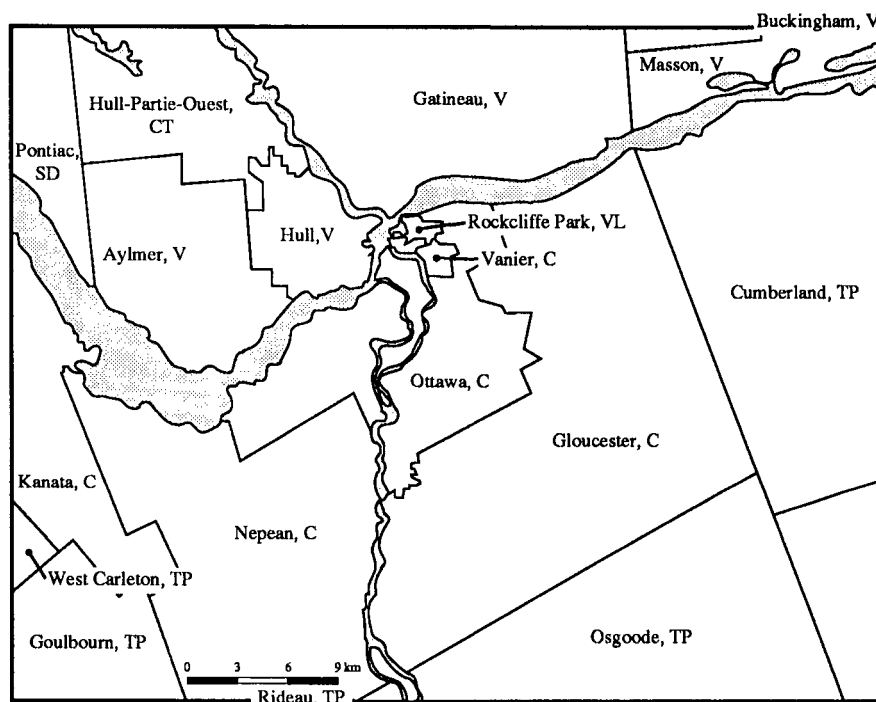 Buckingham, V
Masson, V
Hull-Partie-Ouest,
CT
Gatineau, V
Pontiac,
SD
Rockcliffe Park, VL
Hull,V
Aylmer, V
Vanier, C
Cumberland, TP
Ottawa, C
Gloucester, C
Kanata, C
Nepean, C
West Carleton, TP
Goulbourn, TP
Osgoode, TP
0 3 6 9 km
Rideau, TP